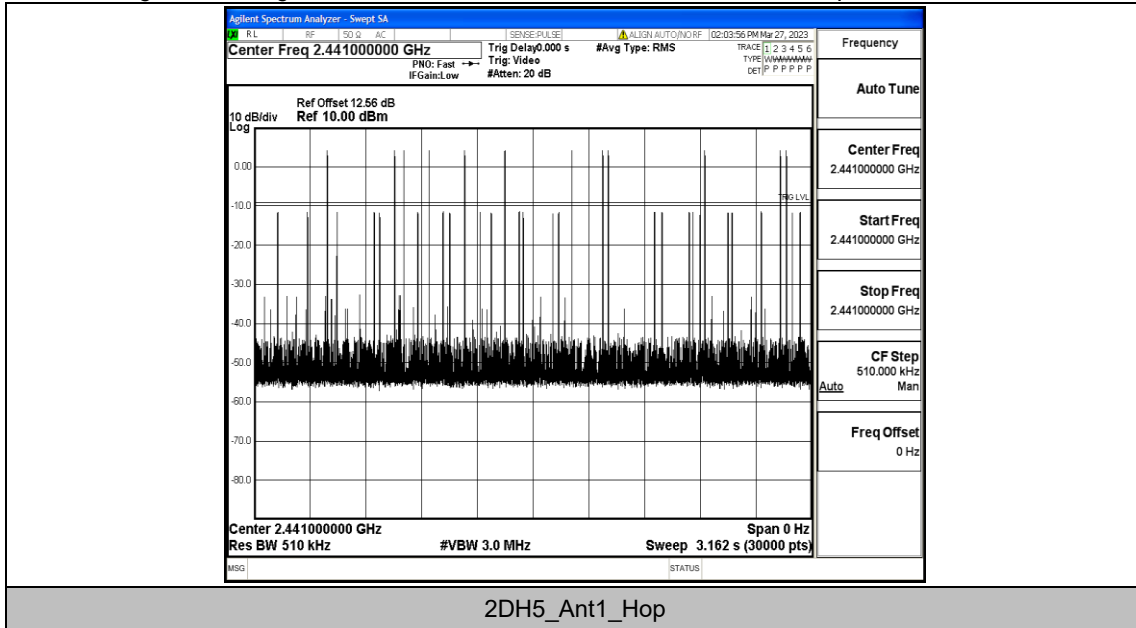 Agilent Spectrum Analyzer - Swept SA
RL RF 50 Ω AC SENSE:PULSE ALIGN AUTO/NO RF 02:03:56 PM Mar 27, 2023
Center Freq 2.441000000 GHz
Trig Delay0.000 s #Avg Type: RMS TRACE 1 2 3 4 5 6
PNO: Fast Trig: Video TYPE
IFGain:Low #Atten: 20 dB DET P P P P P P
Frequency
Auto Tune
Center Freq
2.441000000 GHz
Start Freq
2.441000000 GHz
Stop Freq
2.441000000 GHz
CF Step
510.000 kHz
Auto Man
Freq Offset
0 Hz
Ref Offset 12.56 dB
10 dB/div Ref 10.00 dBm
Log
0.00
TRIG LVL
-10.0
-20.0
-30.0
-40.0
-50.0
-60.0
-70.0
-80.0
Center 2.441000000 GHz Span 0 Hz
Res BW 510 kHz #VBW 3.0 MHz Sweep 3.162 s (30000 pts)
MSG STATUS
2DH5_Ant1_Hop